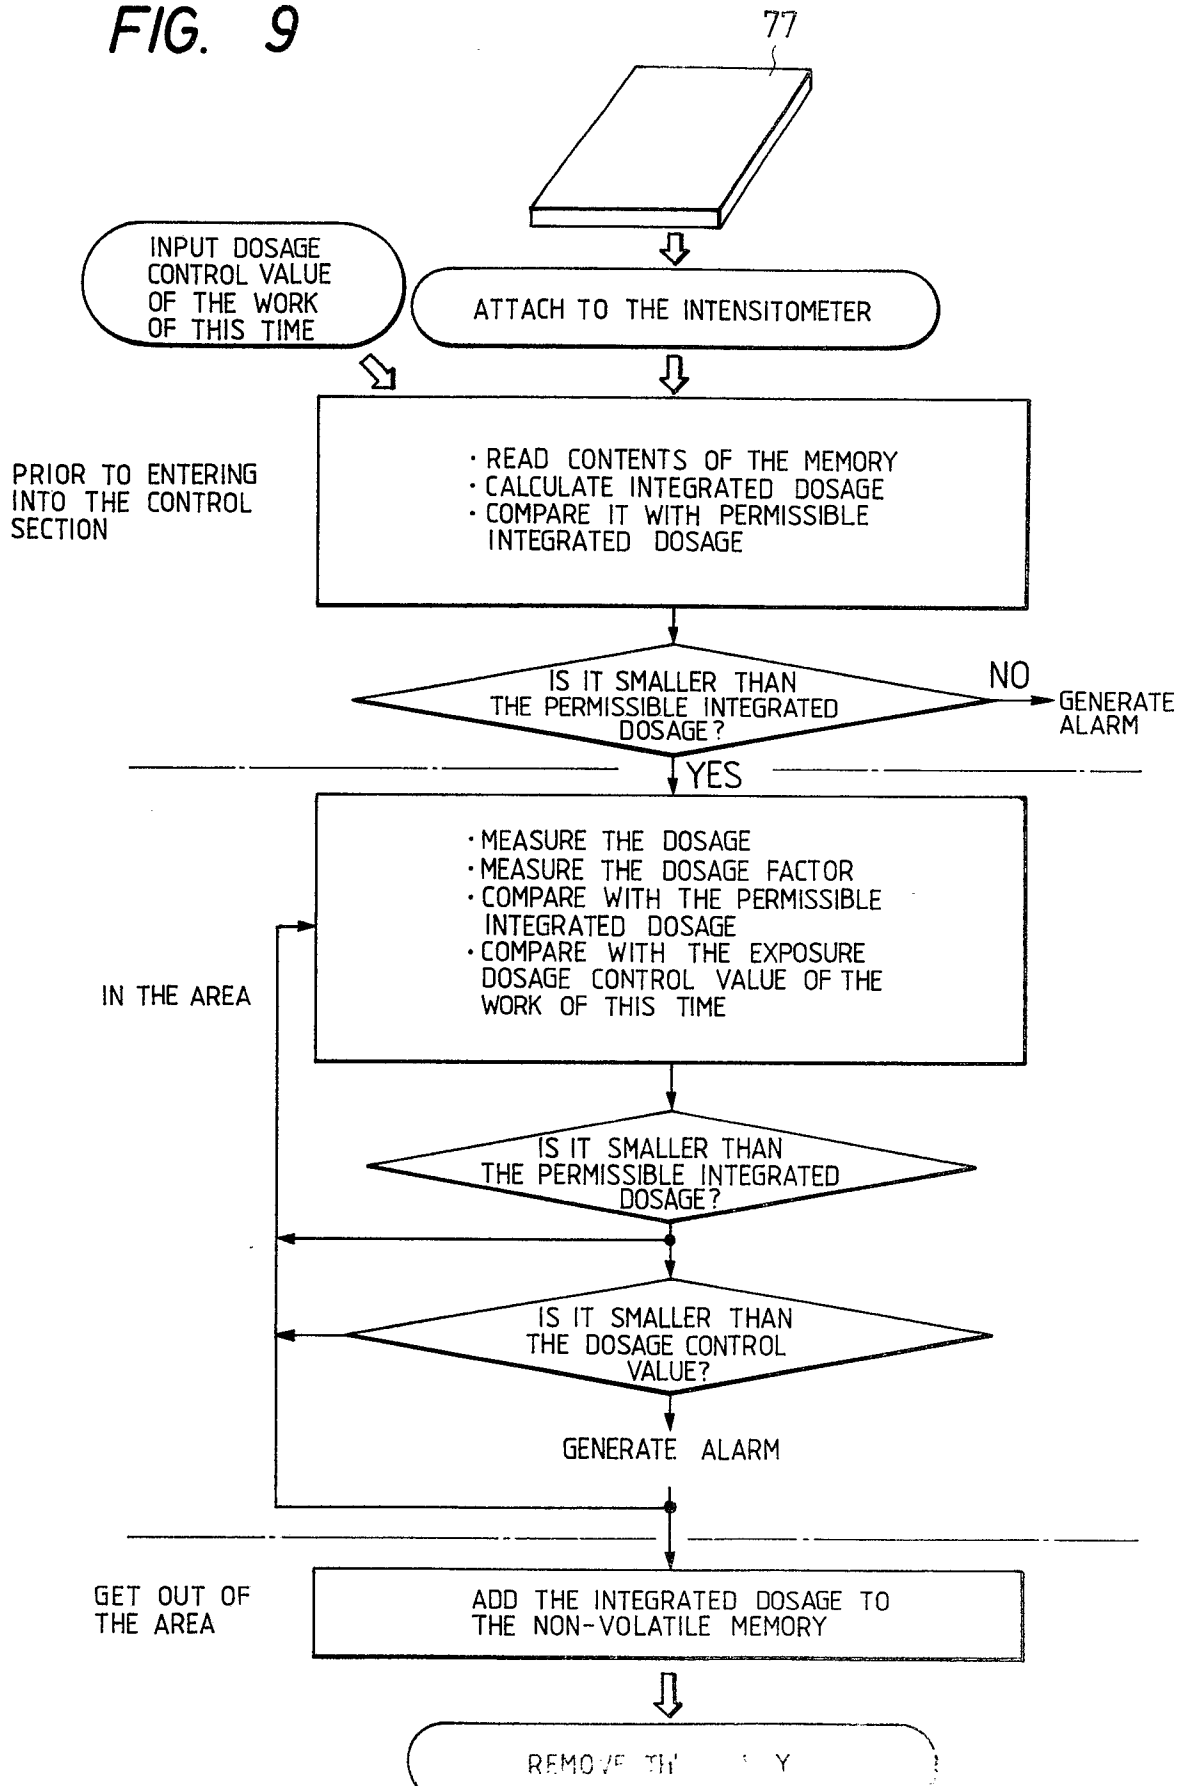 FIG. 9
77
INPUT DOSAGE
CONTROL VALUE
OF THE WORK
OF THIS TIME
ATTACH TO THE INTENSITOMETER
PRIOR TO ENTERING
INTO THE CONTROL
SECTION
· READ CONTENTS OF THE MEMORY
· CALCULATE INTEGRATED DOSAGE
· COMPARE IT WITH PERMISSIBLE
INTEGRATED DOSAGE
IS IT SMALLER THAN
THE PERMISSIBLE INTEGRATED
DOSAGE?
NO
GENERATE
ALARM
YES
· MEASURE THE DOSAGE
· MEASURE THE DOSAGE FACTOR
· COMPARE WITH THE PERMISSIBLE
INTEGRATED DOSAGE
· COMPARE WITH THE EXPOSURE
DOSAGE CONTROL VALUE OF THE
WORK OF THIS TIME
IN THE AREA
IS IT SMALLER THAN
THE PERMISSIBLE INTEGRATED
DOSAGE?
IS IT SMALLER THAN
THE DOSAGE CONTROL
VALUE?
GENERATE ALARM
GET OUT OF
THE AREA
ADD THE INTEGRATED DOSAGE TO
THE NON-VOLATILE MEMORY
REMOVE